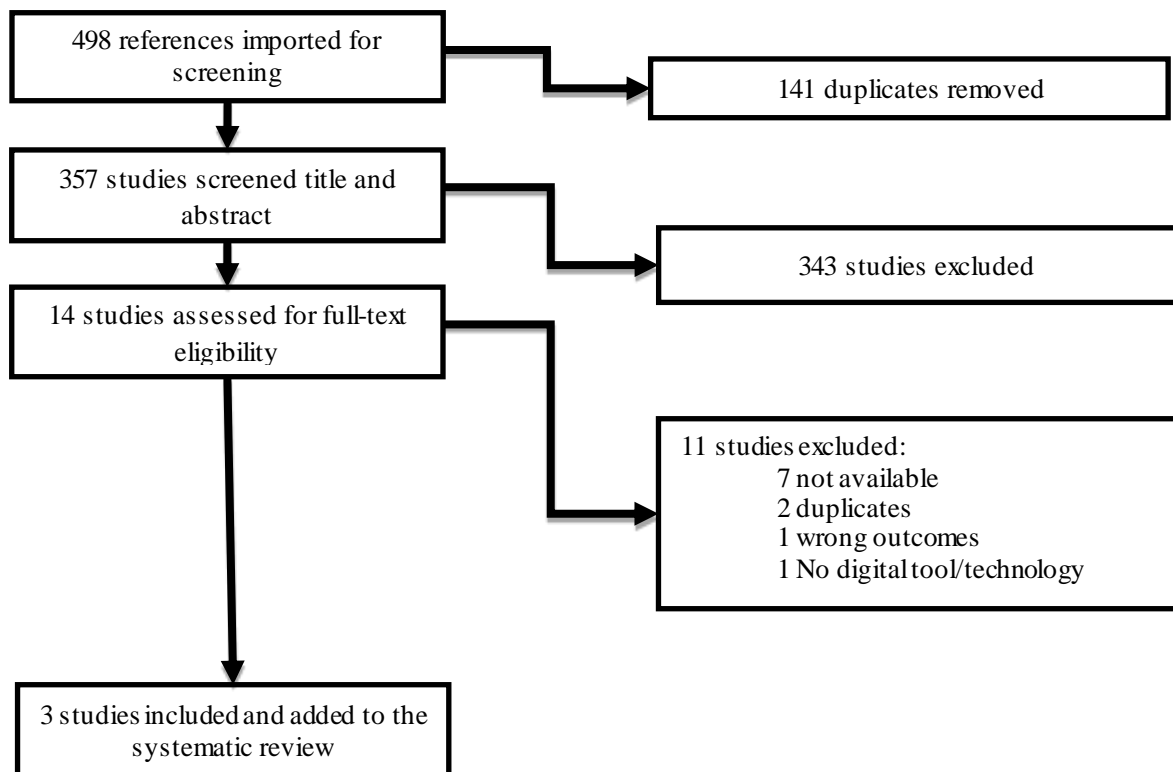 498 references imported for
screening
141 duplicates removed
357 studies screened title and
abstract
343 studies excluded
14 studies assessed for full-text
eligibility
11 studies excluded:
7 not available
2 duplicates
1 wrong outcomes
1 No digital tool/technology
3 studies included and added to the
systematic review